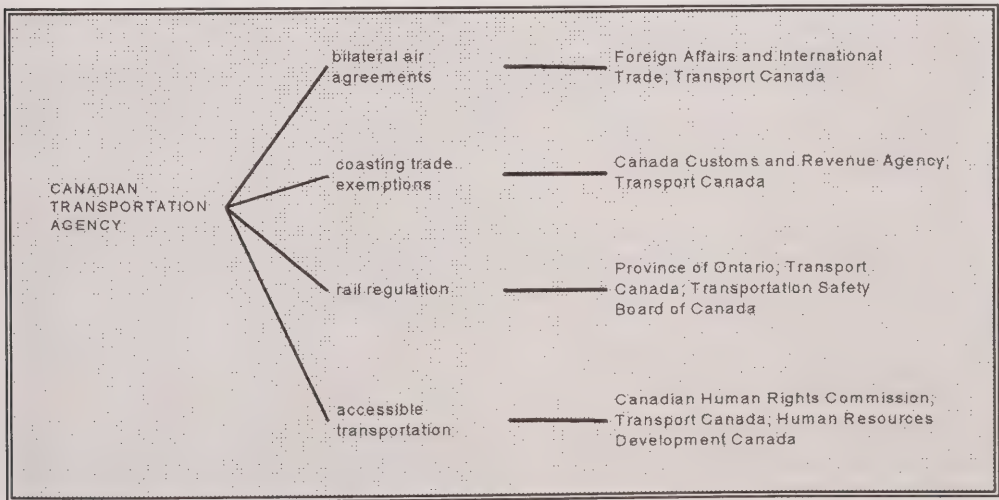 bilateral air
agreements
Foreign Affairs and International
Trade; Transport Canada
coasting trade
exemptions
Canada Customs and Revenue Agency;
Transport Canada
CANADIAN
TRANSPORTATION
AGENCY
rail regulation
Province of Ontario; Transport
Canada; Transportation Safety
Board of Canada
accessible
transportation
Canadian Human Rights Commission;
Transport Canada; Human Resources
Development Canada